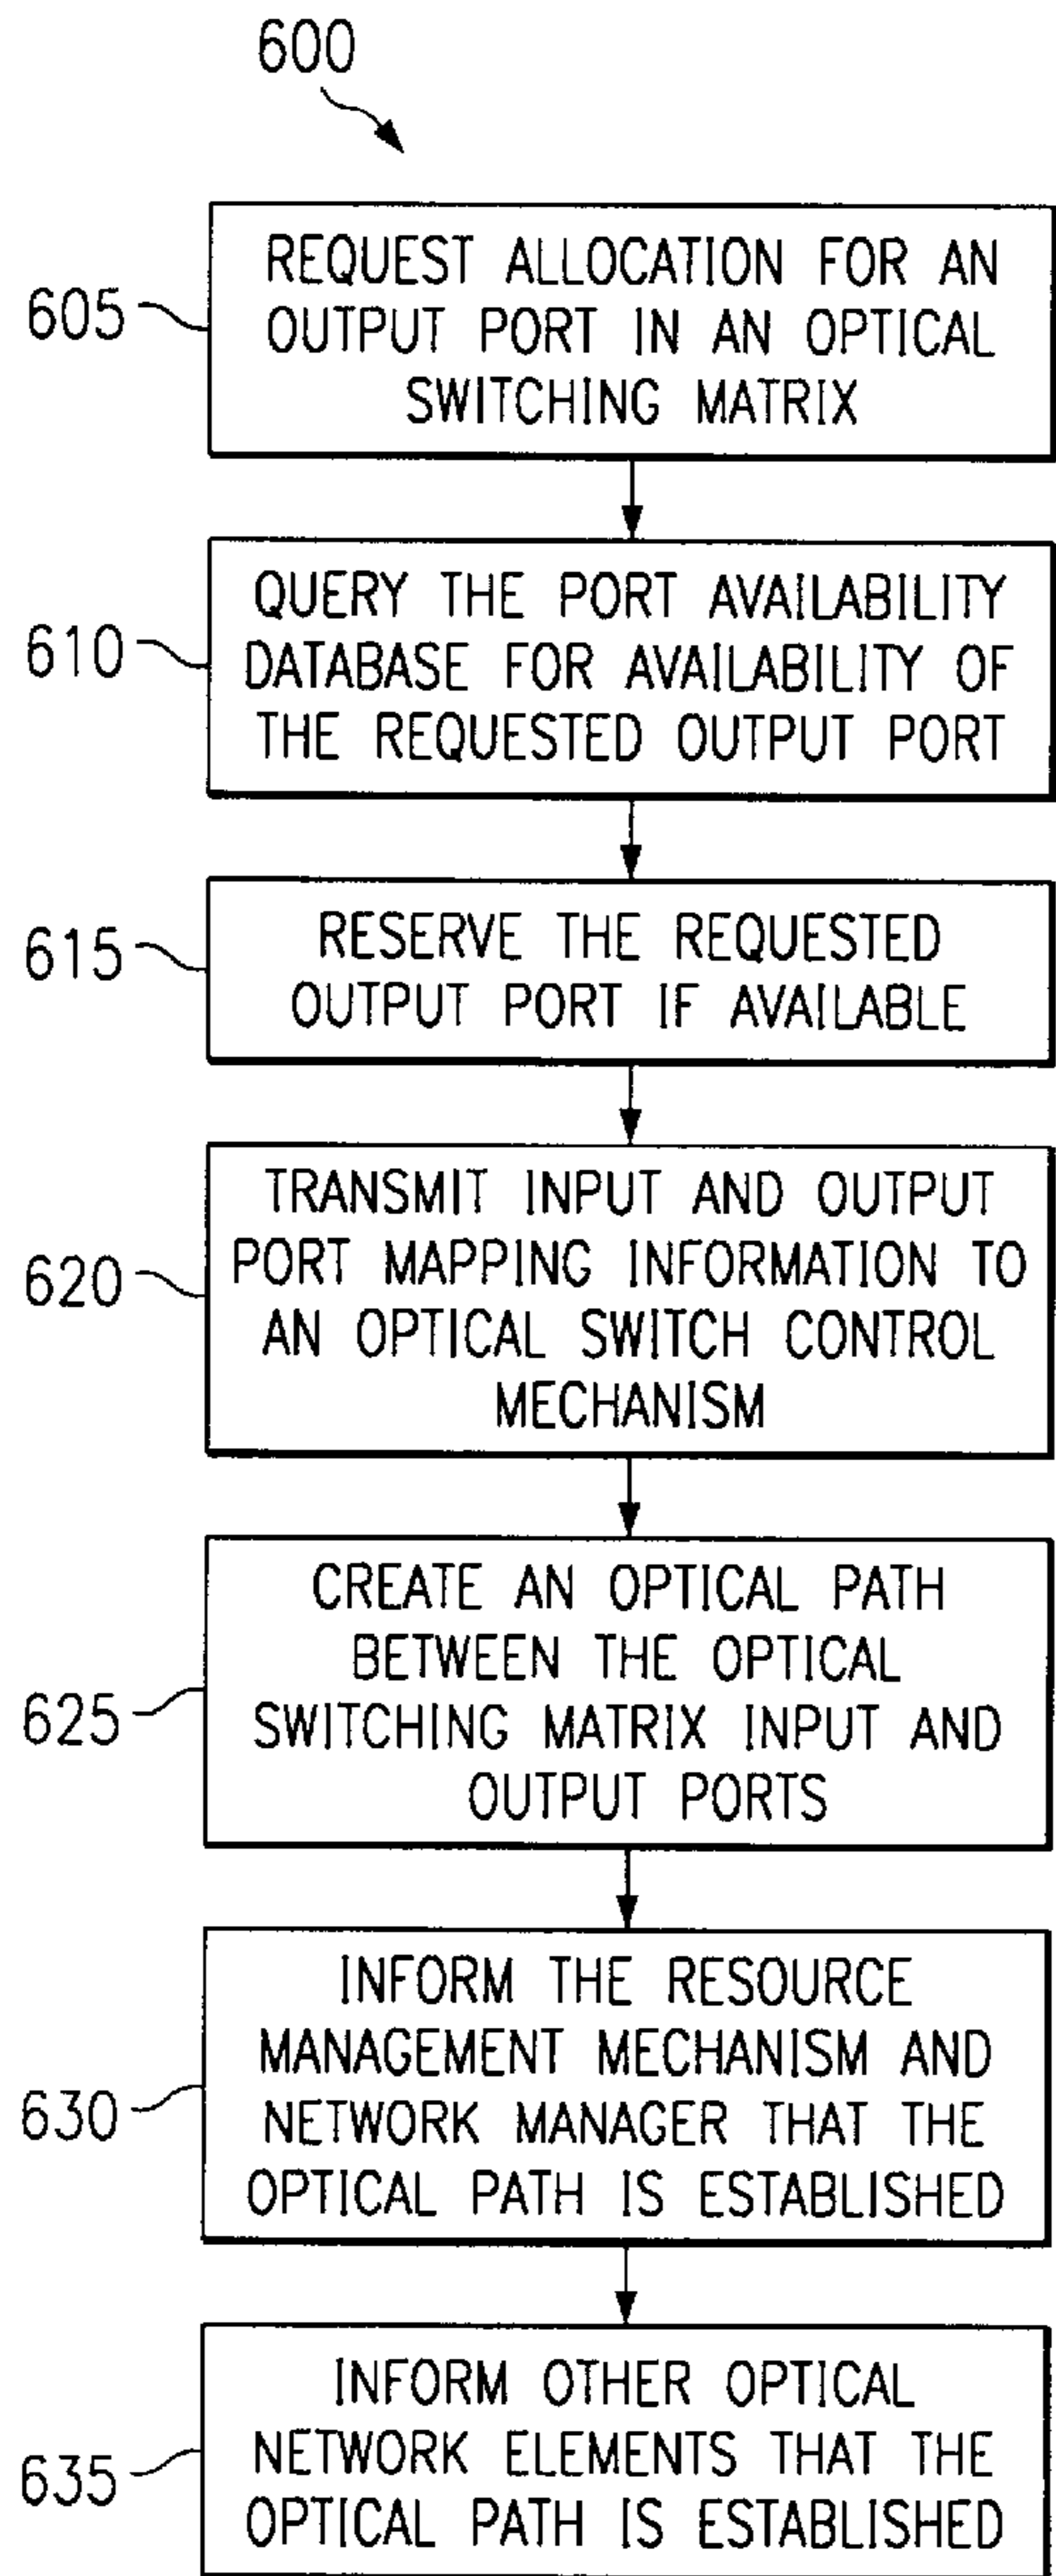 600
605
REQUEST ALLOCATION FOR AN
OUTPUT PORT IN AN OPTICAL
SWITCHING MATRIX
610
QUERY THE PORT AVAILABILITY
DATABASE FOR AVAILABILITY OF
THE REQUESTED OUTPUT PORT
615
RESERVE THE REQUESTED
OUTPUT PORT IF AVAILABLE
620
TRANSMIT INPUT AND OUTPUT
PORT MAPPING INFORMATION TO
AN OPTICAL SWITCH CONTROL
MECHANISM
625
CREATE AN OPTICAL PATH
BETWEEN THE OPTICAL
SWITCHING MATRIX INPUT AND
OUTPUT PORTS
630
INFORM THE RESOURCE
MANAGEMENT MECHANISM AND
NETWORK MANAGER THAT THE
OPTICAL PATH IS ESTABLISHED
635
INFORM OTHER OPTICAL
NETWORK ELEMENTS THAT THE
OPTICAL PATH IS ESTABLISHED